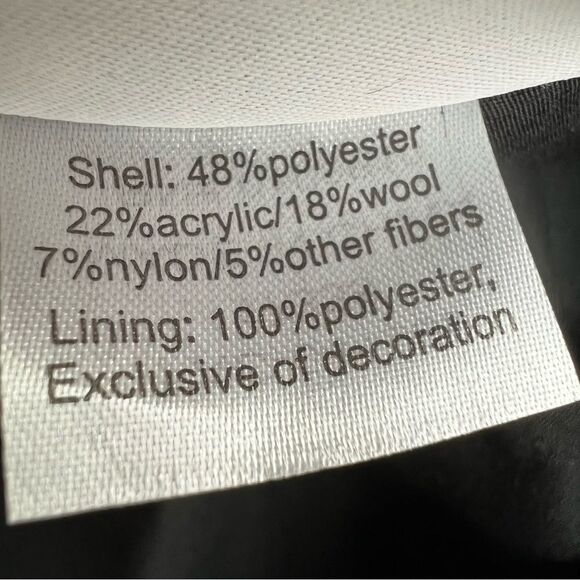 Shell: 48%polyester
22%acrylic/18%wool
7%nylon/5%other fibers
Lining: 100%polyester,
Exclusive of decoration